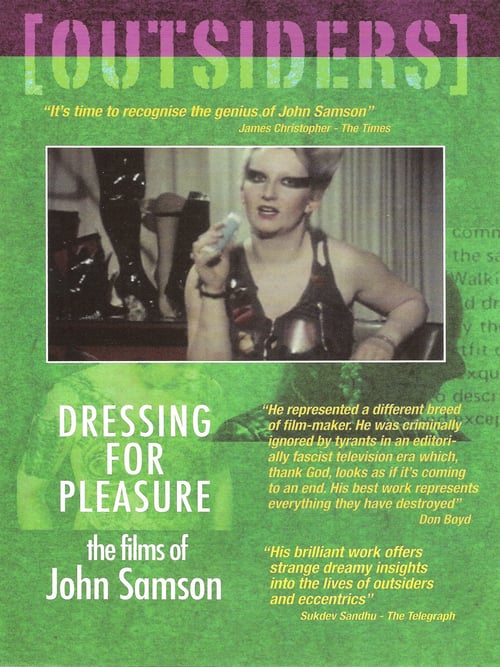 [OUTSIDERS]
"It's time to recognise the genius of John Samson"
James Christopher - The Times
the sa
Walki
DRESSING
FOR
PLEASURE
the films of
John Samson
"He represented a different breed
of film-maker. He was criminally
ignored by tyrants in an editori-
ally fascist television era which,
thank God, looks as if it's coming
to an end. His best work represents
everything they have destroyed"
Don Boyd
"His brilliant work offers
strange dreamy insights
into the lives of outsiders
and eccentrics"
Sukdev Sandhu - The Telegraph